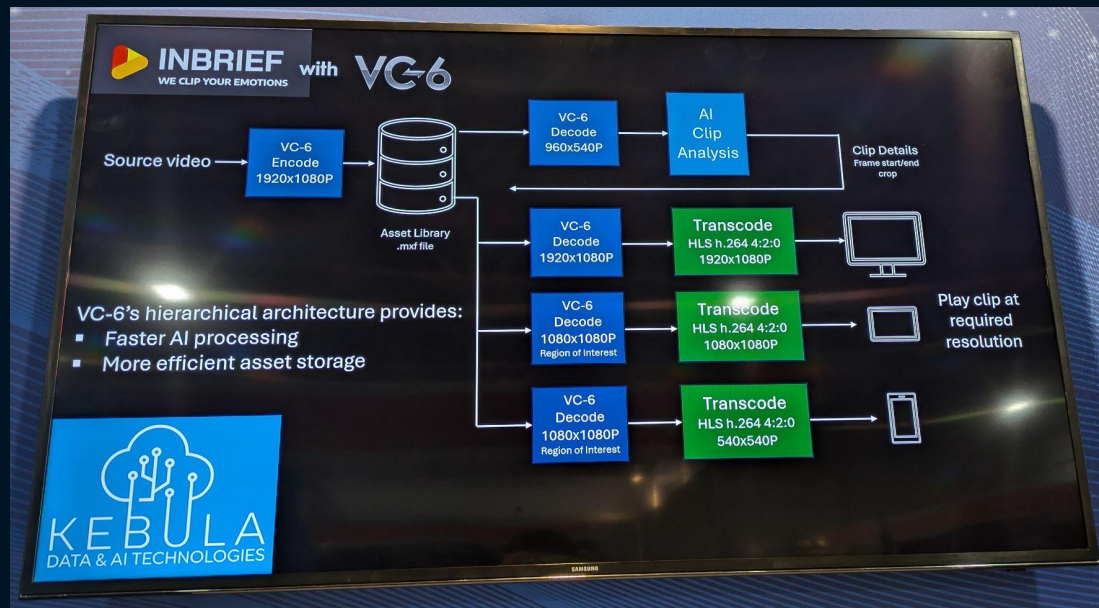 INBRIEF
WE CLIP YOUR EMOTIONS
with
VC-6
Source video
VC-6
Encode
1920x1080P
Asset Library
.mxf file
VC-6
Decode
960x540P
AI
Clip
Analysis
Clip Details
Frame start/end
crop
VC-6
Decode
1920x1080P
Transcode
HLS h.264 4:2:0
1920x1080P
VC-6
Decode
1080x1080P
Region of Interest
Transcode
HLS h.264 4:2:0
1080x1080P
VC-6
Decode
1080x1080P
Region of Interest
Transcode
HLS h.264 4:2:0
540x540P
Play clip at
required
resolution
VC-6's hierarchical architecture provides:
▪ Faster AI processing
▪ More efficient asset storage
KEBULA
DATA & AI TECHNOLOGIES
SAMSUNG